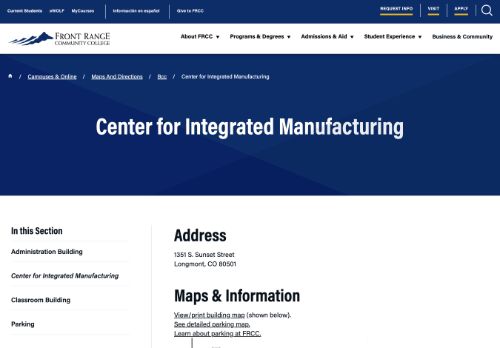 Current Students eWOLF MyCourses Información en español Give to FRCC REQUEST INFO VISIT APPLY
FRONT RANGE
COMMUNITY COLLEGE
About FRCC ▼ Programs & Degrees ▼ Admissions & Aid ▼ Student Experience ▼ Business & Community
/ Campuses & Online / Maps And Directions / Bcc / Center for Integrated Manufacturing
Center for Integrated Manufacturing
In this Section
Administration Building
Center for Integrated Manufacturing
Classroom Building
Parking
Address
1351 S. Sunset Street
Longmont, CO 80501
Maps & Information
View/print building map (shown below).
See detailed parking map.
Learn about parking at FRCC.